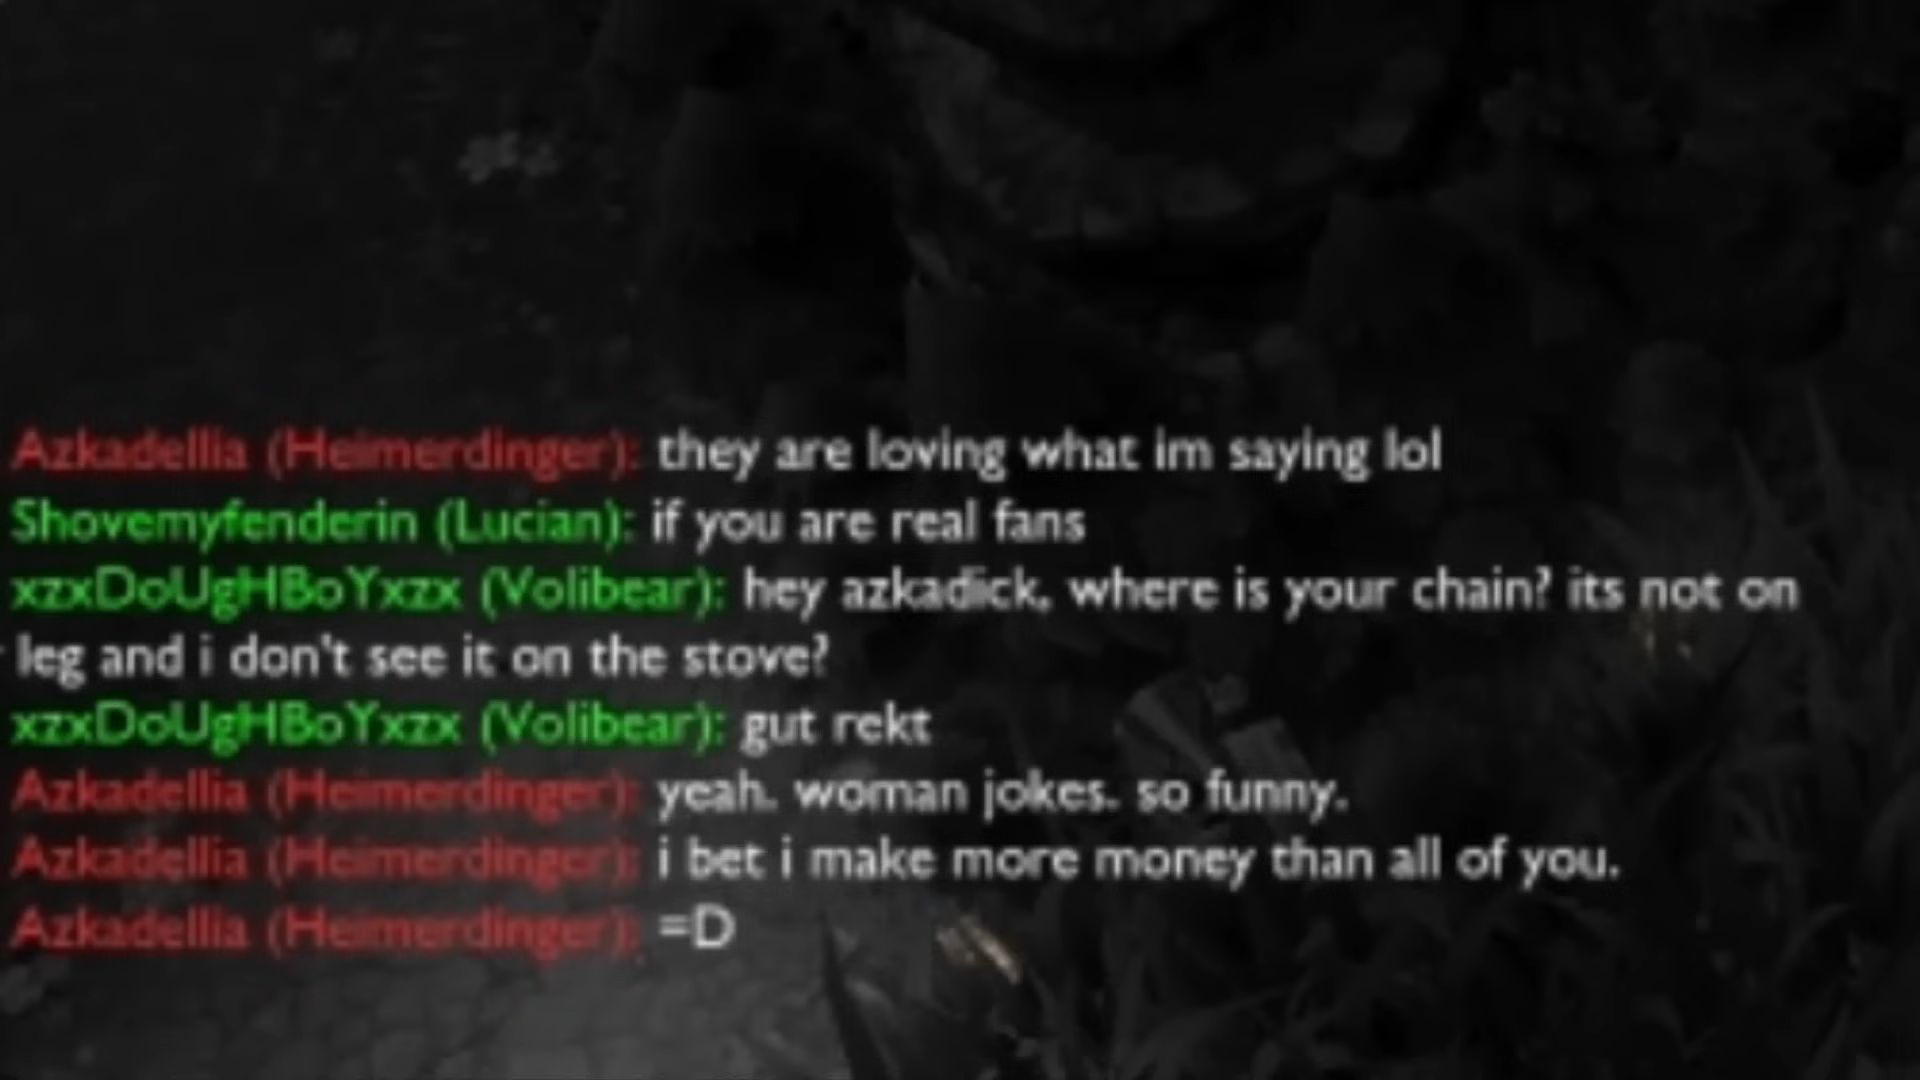 Azkadellia (Heimerdinger): they are loving what im saying lol
Shovemyfenderin (Lucian): if you are real fans
xzxDoUgHBoYxzx (Volibear): hey azkadick, where is your chain? its not on
leg and i don't see it on the stove?
xzxDoUgHBoYxzx (Volibear): gut rekt
Azkadellia (Heimerdinger): yeah. woman jokes. so funny.
Azkadellia (Heimerdinger): i bet i make more money than all of you.
Azkadellia (Heimerdinger): =D